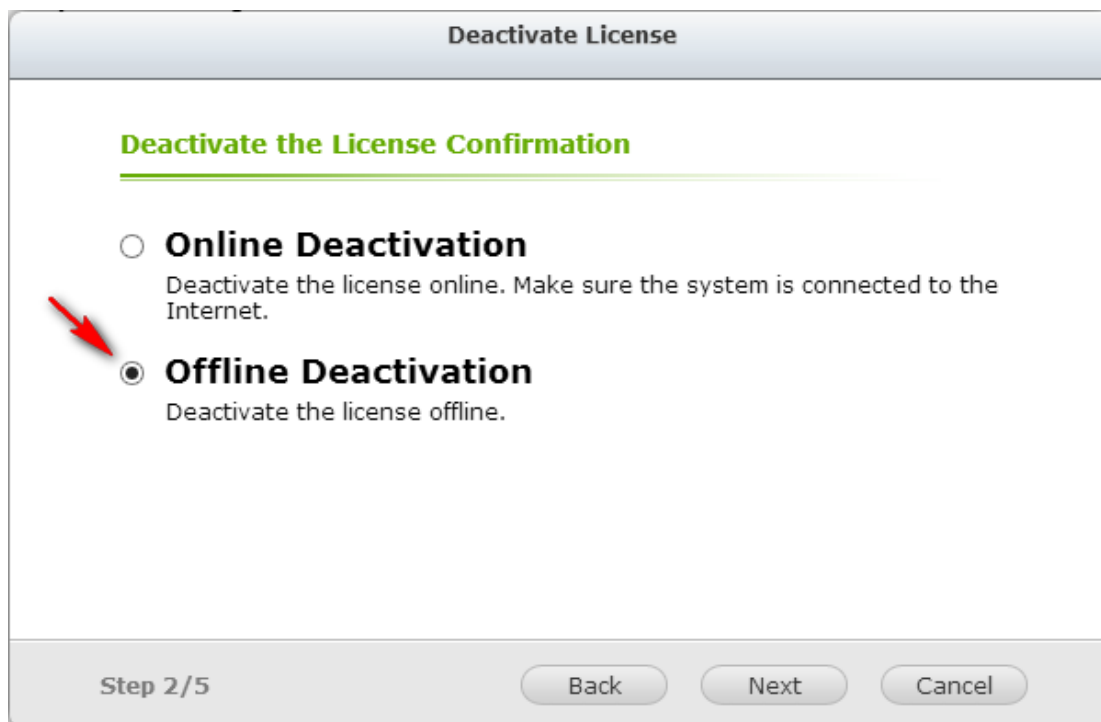 Deactivate License
Deactivate the License Confirmation
Online Deactivation
Deactivate the license online. Make sure the system is connected to the
Internet.
Offline Deactivation
Deactivate the license offline.
Step 2/5
Back
Next
Cancel